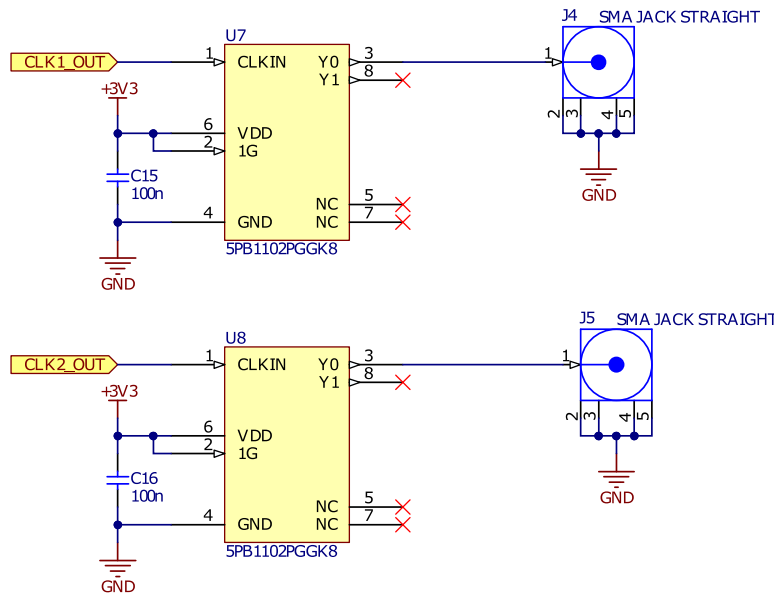 J4 SMA JACK STRAIGHT
U7
CLK1_OUT 1 CLKIN Y0 3 1
Y1 8
+3V3
2 3 4 5
6 VDD
2 1G
C15
100n
GND
NC 5
4 GND NC 7
5PB1102PGGK8
GND
J5 SMA JACK STRAIGHT
U8
CLK2_OUT 1 CLKIN Y0 3 1
Y1 8
+3V3
2 3 4 5
6 VDD
2 1G
C16
100n
GND
NC 5
4 GND NC 7
5PB1102PGGK8
GND